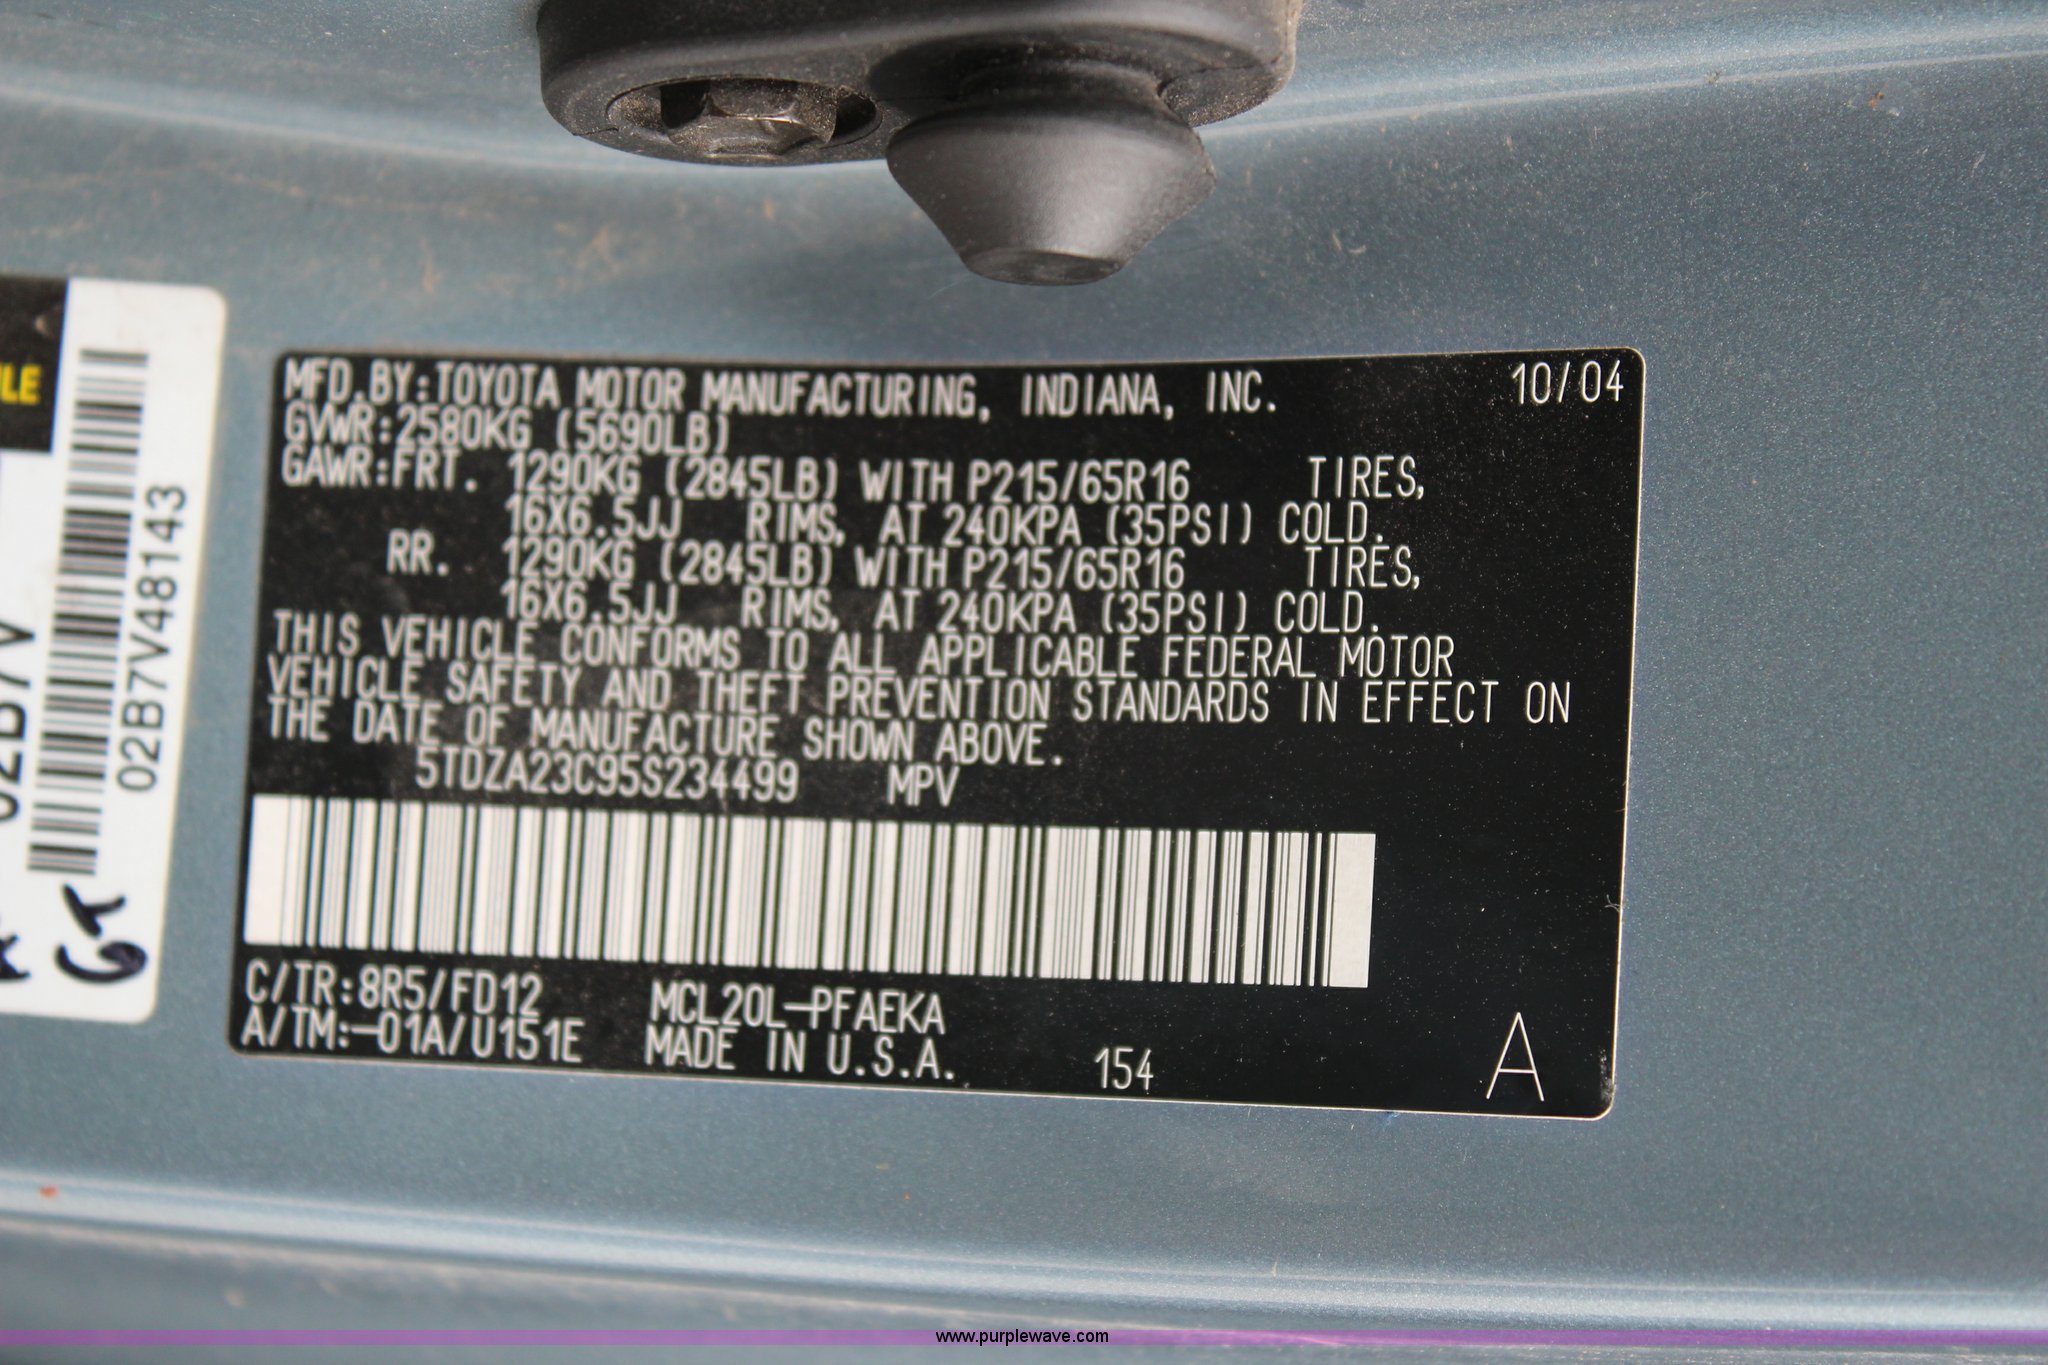 MFD.BY:TOYOTA MOTOR MANUFACTURING, INDIANA, INC. 10/04
GVWR:2580KG (5690LB)
GAWR:FRT. 1290KG (2845LB) WITH P215/65R16 TIRES,
16X6.5JJ RIMS, AT 240KPA (35PSI) COLD.
RR. 1290KG (2845LB) WITH P215/65R16 TIRES,
16X6.5JJ RIMS, AT 240KPA (35PSI) COLD.
THIS VEHICLE CONFORMS TO ALL APPLICABLE FEDERAL MOTOR
VEHICLE SAFETY AND THEFT PREVENTION STANDARDS IN EFFECT ON
THE DATE OF MANUFACTURE SHOWN ABOVE.
5TDZA23C95S234499 MPV
C/TR:8R5/FD12 MCL20L-PFAEKA
A/TM:-01A/U151E MADE IN U.S.A. 154 A
02B7V48143
02B7V
www.purplewave.com